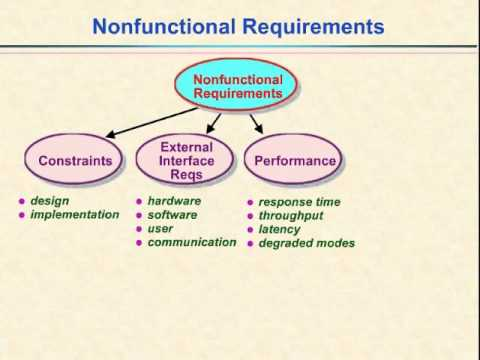 Nonfunctional Requirements
Nonfunctional
Requirements
Constraints
External
Interface
Reqs
Performance
design
implementation
hardware
software
user
communication
response time
throughput
latency
degraded modes